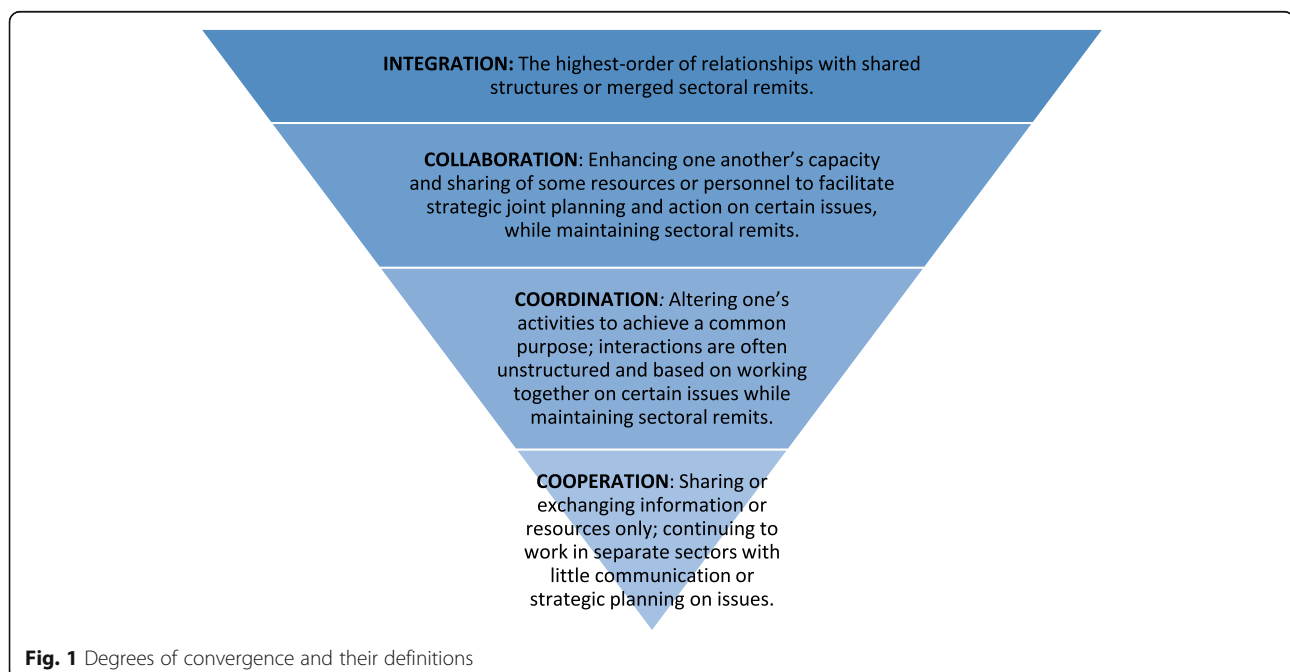 INTEGRATION: The highest-order of relationships with shared
structures or merged sectoral remits.
COLLABORATION: Enhancing one another’s capacity
and sharing of some resources or personnel to facilitate
strategic joint planning and action on certain issues,
while maintaining sectoral remits.
COORDINATION: Altering one’s
activities to achieve a common
purpose; interactions are often
unstructured and based on working
together on certain issues while
maintaining sectoral remits.
COOPERATION: Sharing or
exchanging information or
resources only; continuing to
work in separate sectors with
little communication or
strategic planning on issues.
Fig. 1 Degrees of convergence and their definitions